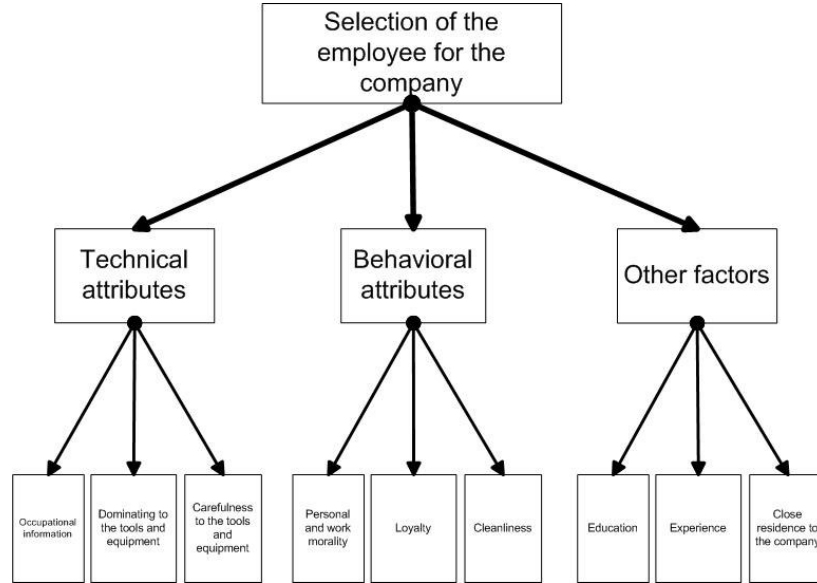 Selection of the
employee for the
company
Technical
attributes
Behavioral
attributes
Other factors
Occupational
information
Dominating to
the tools and
equipment
Carefulness
to the tools
and
equipment
Personal
and work
morality
Loyalty
Cleanliness
Education
Experience
Close
residence to
the company